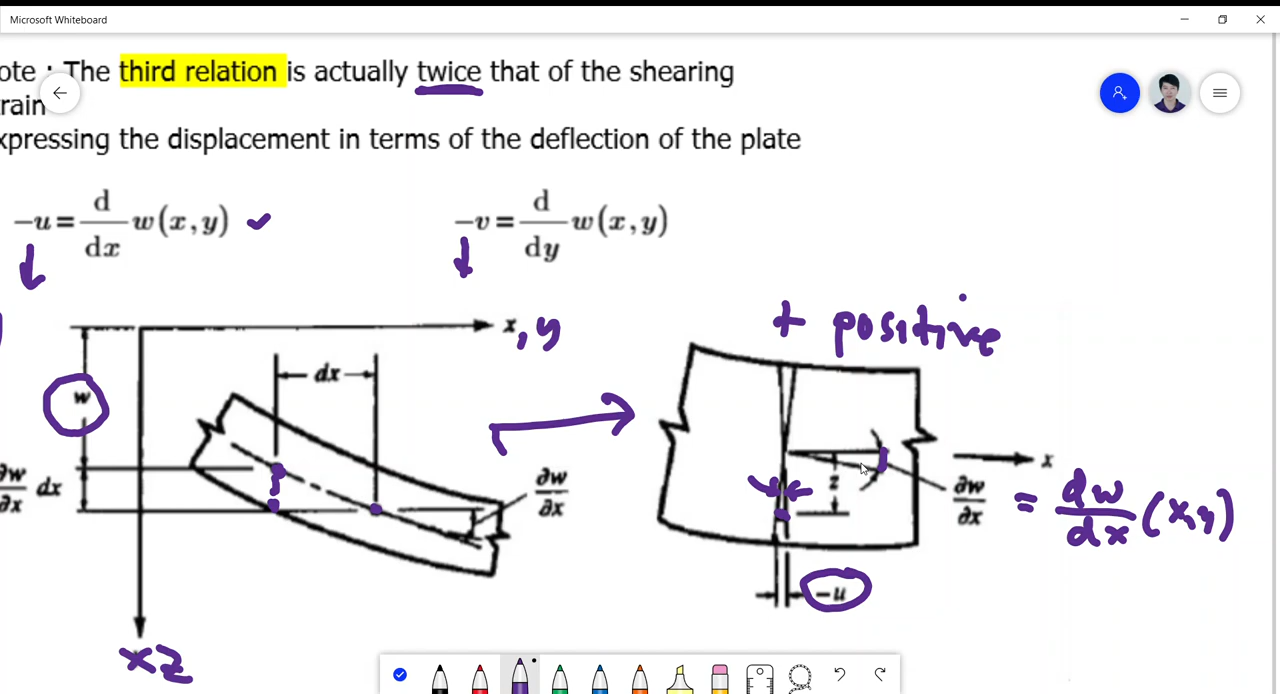 Microsoft Whiteboard
ote : The third relation is actually twice that of the shearing
rain
xpressing the displacement in terms of the deflection of the plate
-u = d/dx w(x,y) ✓
-v = d/dy w(x,y)
+ positive
x, y
dx
w
∂w/∂x dx
∂w/∂x
z
x
∂w/∂x = dw/dx (x,y)
-u
xz